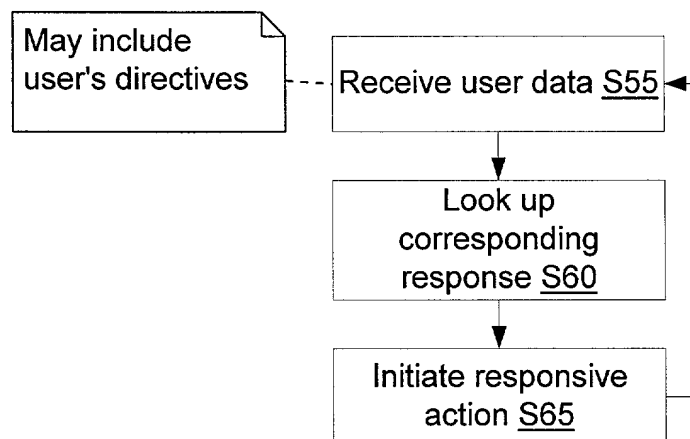 May include
user's directives
Receive user data S55
Look up
corresponding
response S60
Initiate responsive
action S65